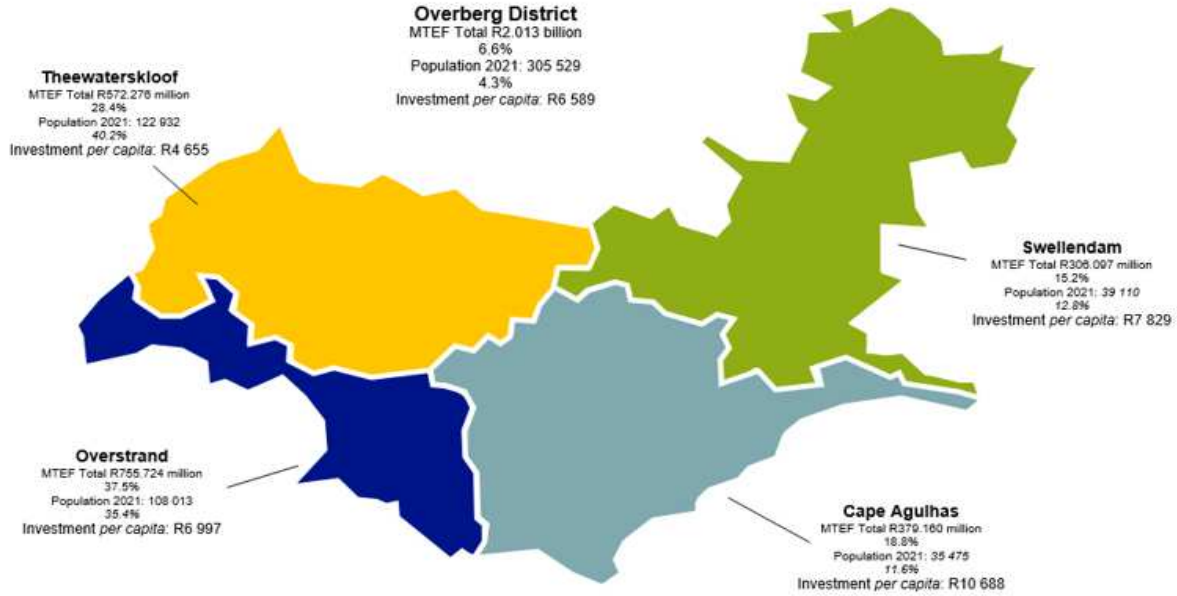 Overberg District
MTEF Total R2.013 billion
6.6%
Population 2021: 305 529
4.3%
Investment per capita: R6 589
Theewaterskloof
MTEF Total R572.276 million
28.4%
Population 2021: 122 932
40.2%
Investment per capita: R4 655
Swellendam
MTEF Total R306.097 million
15.2%
Population 2021: 39 110
12.8%
Investment per capita: R7 829
Overstrand
MTEF Total R755.724 million
37.5%
Population 2021: 108 013
35.4%
Investment per capita: R6 997
Cape Agulhas
MTEF Total R379.160 million
18.8%
Population 2021: 35 475
11.6%
Investment per capita: R10 688